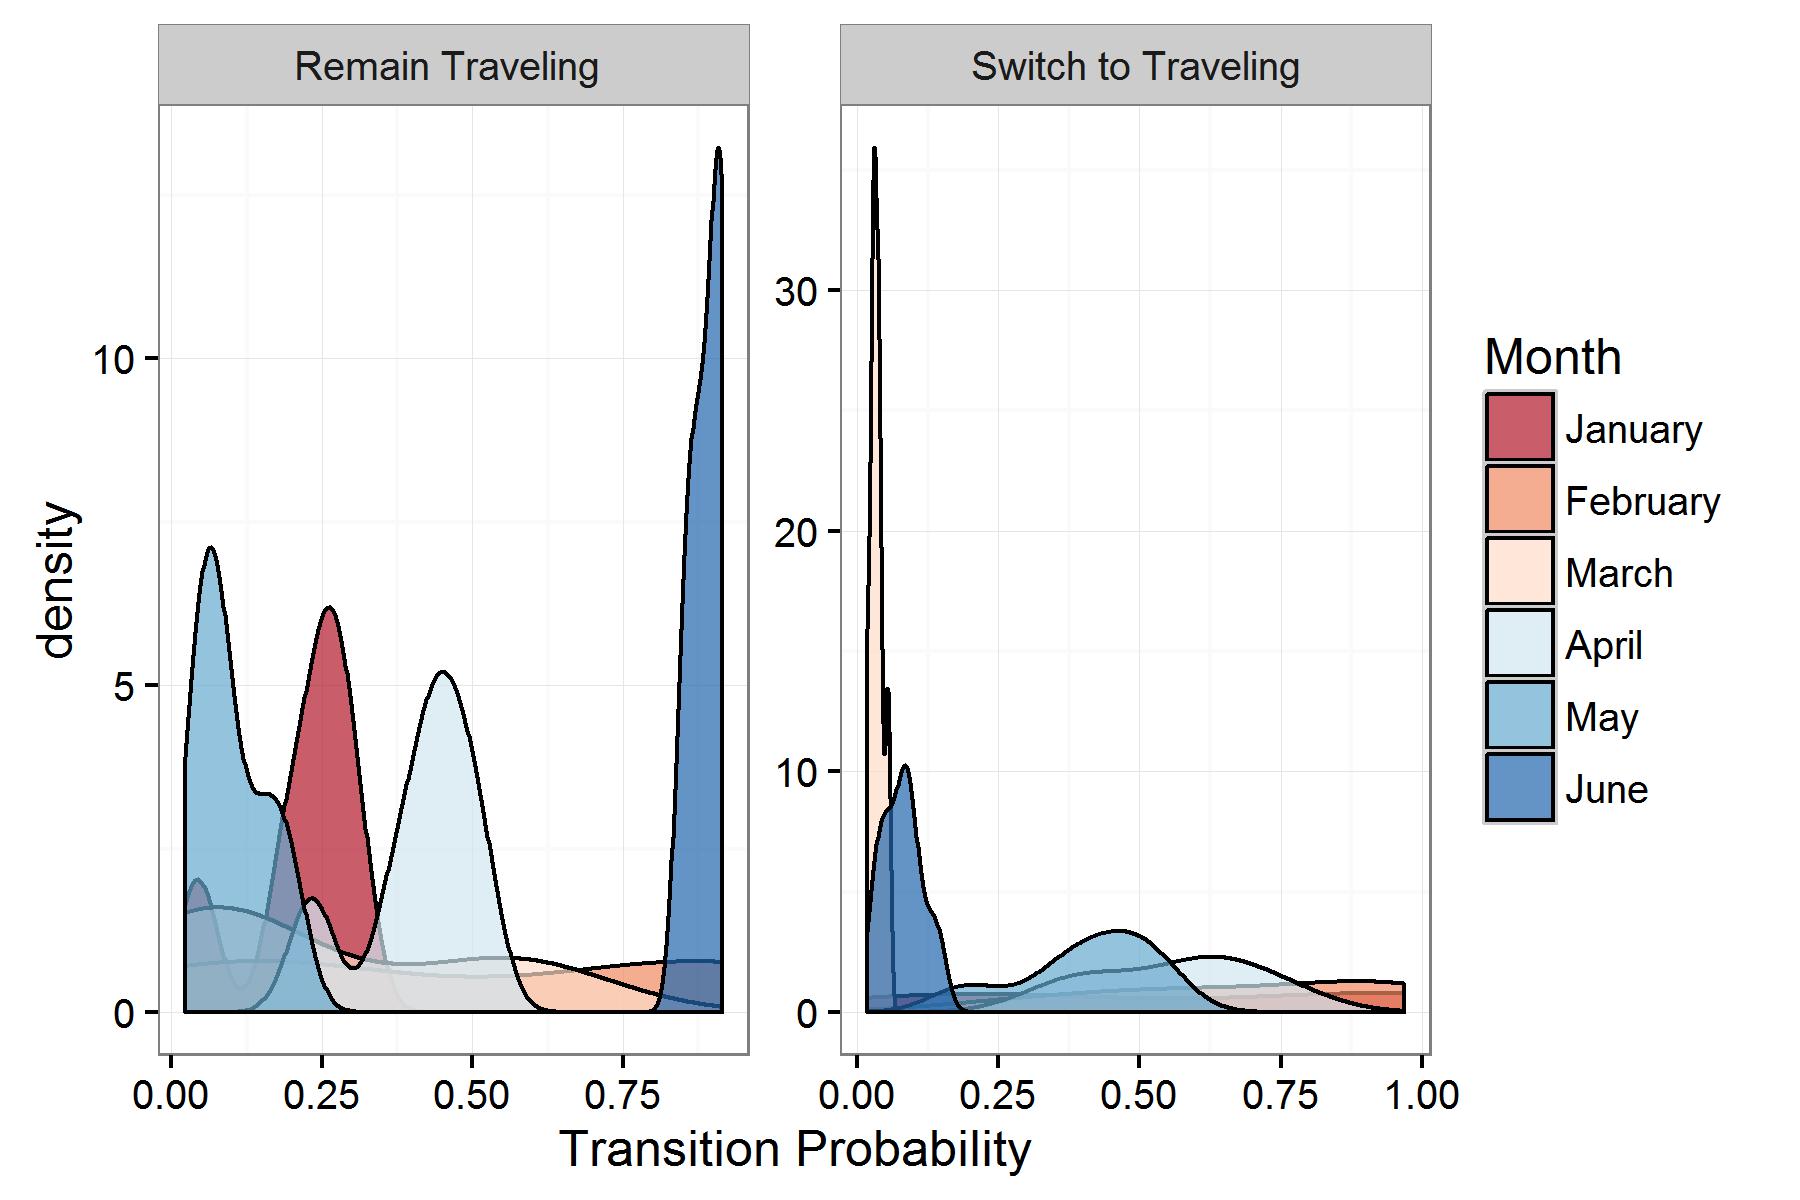 Remain Traveling
Switch to Traveling
density
10
5
0
30
20
10
0
0.00 0.25 0.50 0.75
0.00 0.25 0.50 0.75 1.00
Transition Probability
Month
January
February
March
April
May
June